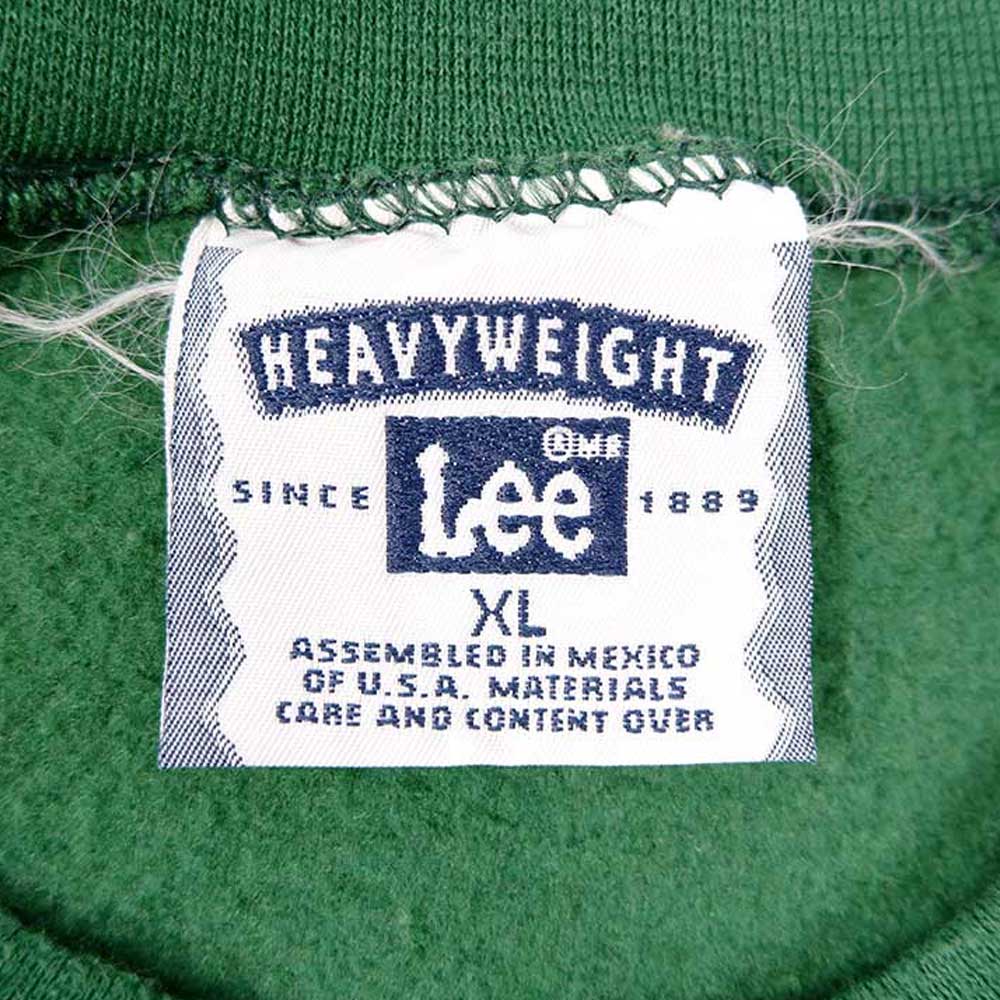 HEAVYWEIGHT
Lee
SINCE 1889
XL
ASSEMBLED IN MEXICO
OF U.S.A. MATERIALS
CARE AND CONTENT OVER